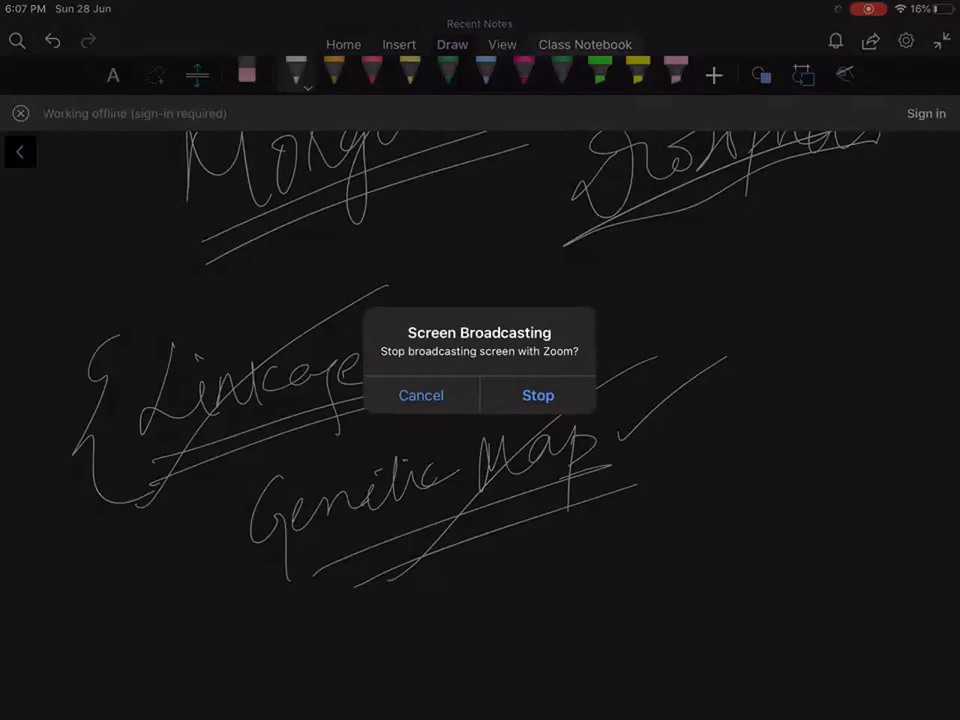 6:07 PM Sun 28 Jun 16%
Recent Notes
Home Insert Draw View Class Notebook
A
Working offline (sign-in required) Sign in
Screen Broadcasting
Stop broadcasting screen with Zoom?
Cancel Stop
Linkage
Genetic Map